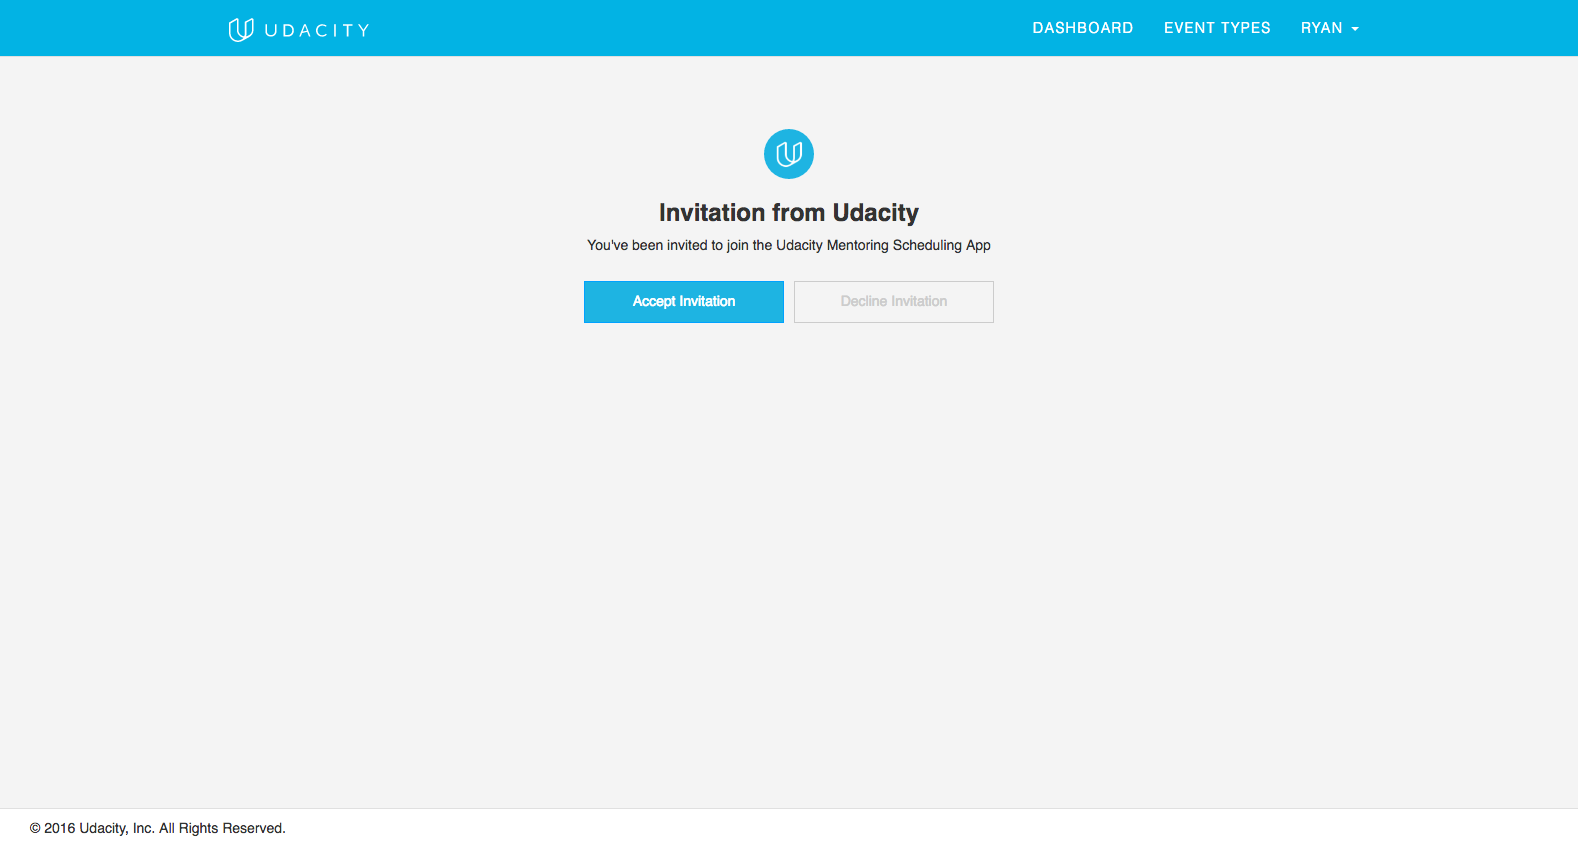 UDACITY
DASHBOARD EVENT TYPES RYAN
Invitation from Udacity
You've been invited to join the Udacity Mentoring Scheduling App
Accept Invitation Decline Invitation
© 2016 Udacity, Inc. All Rights Reserved.